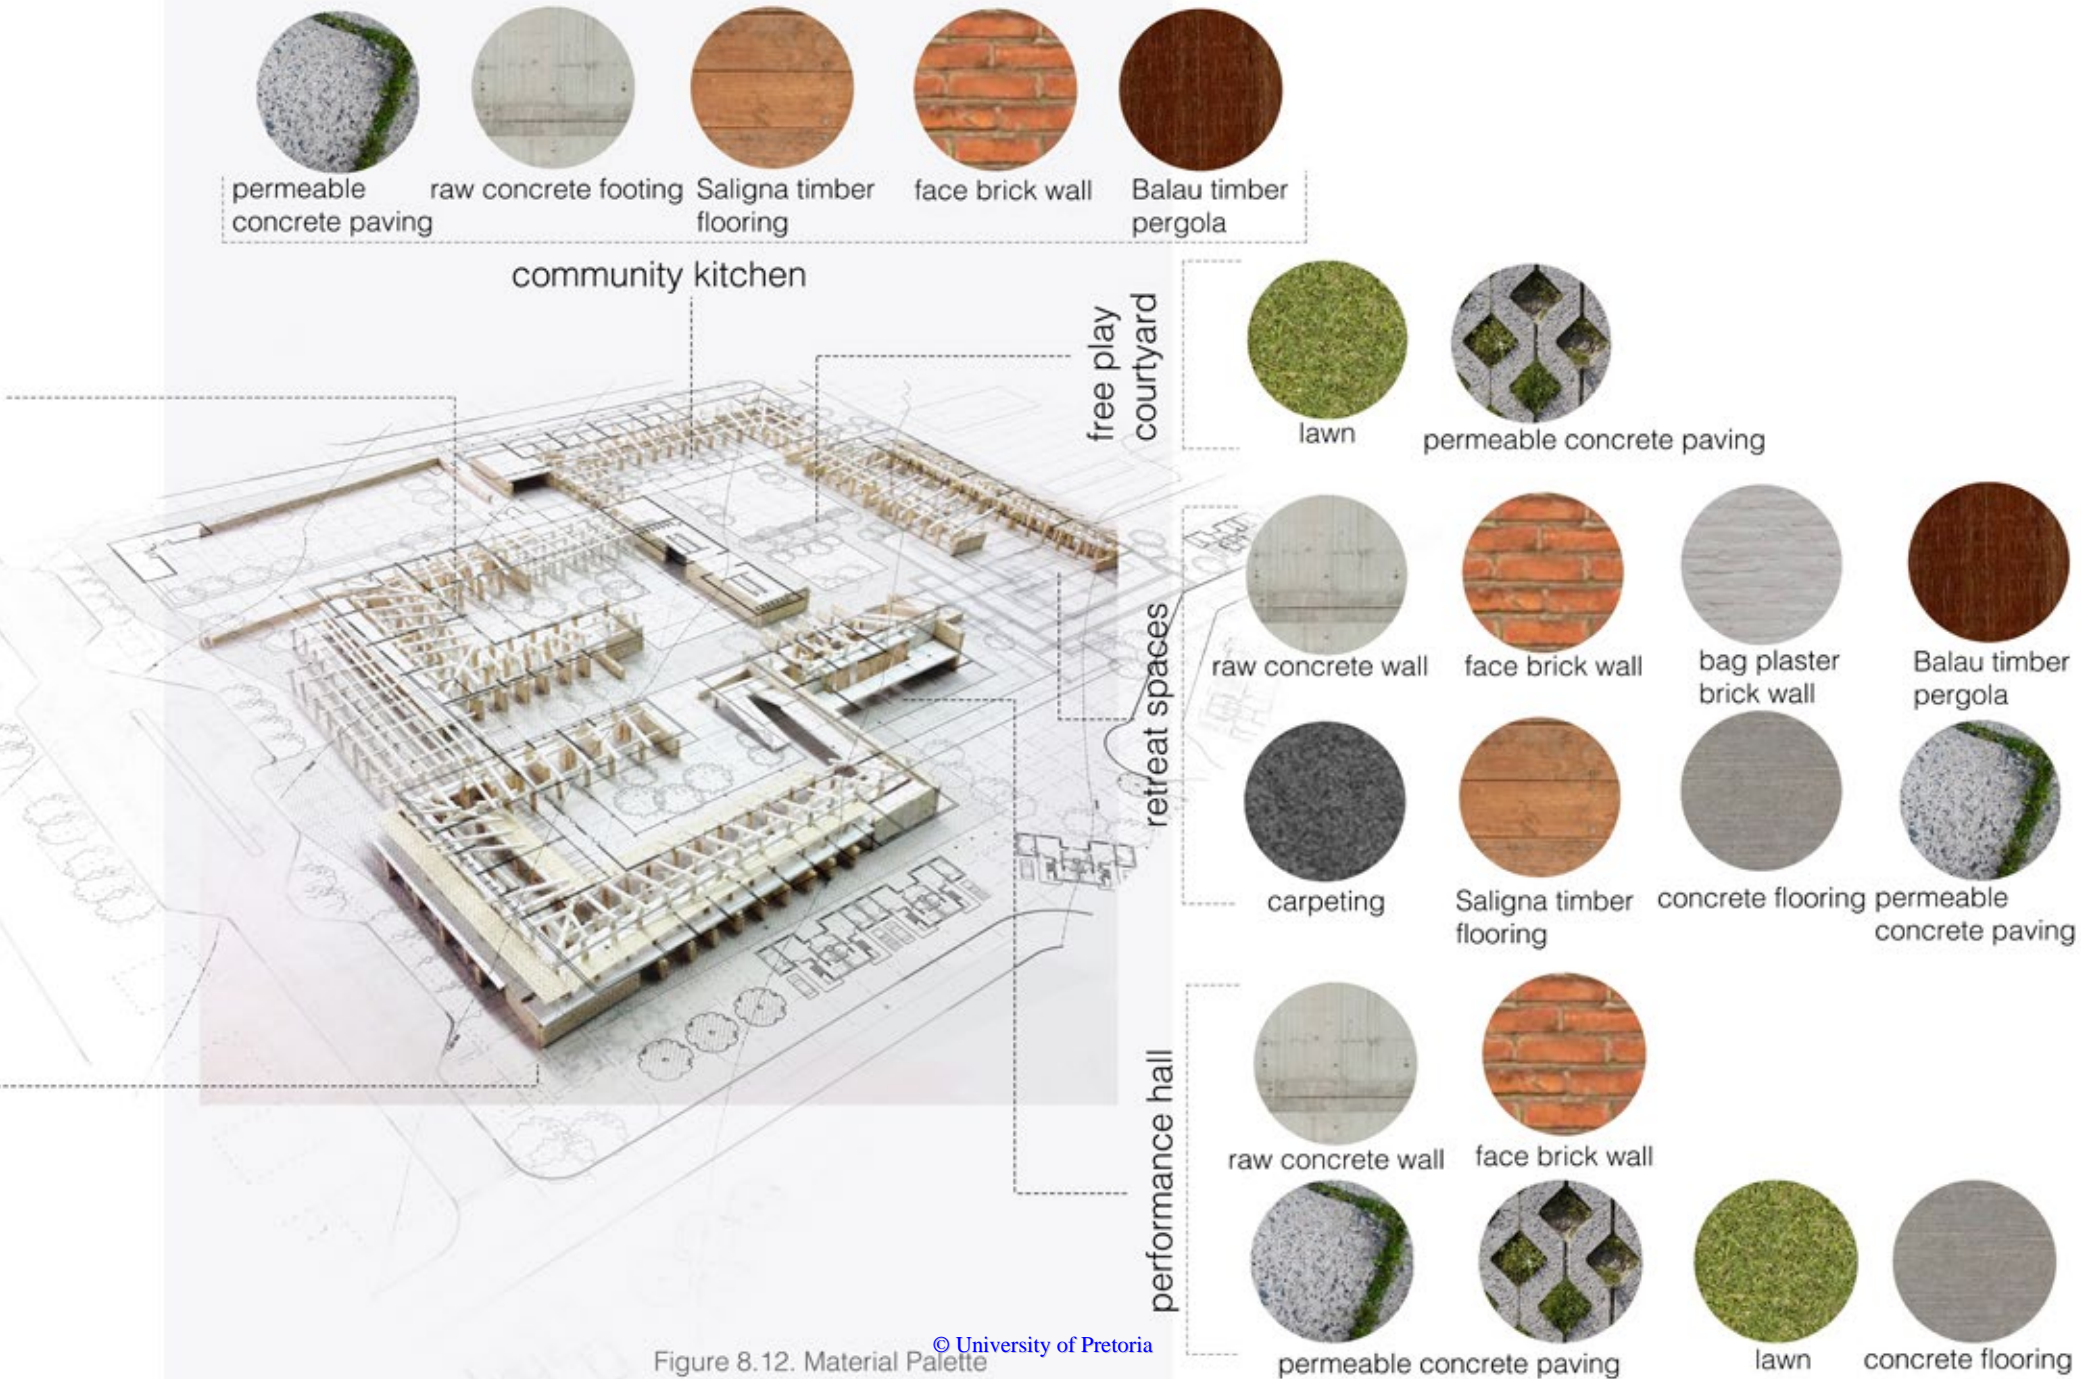 permeable
concrete paving
raw concrete footing
Saligna timber
flooring
face brick wall
Balau timber
pergola
community kitchen
free play
courtyard
lawn
permeable concrete paving
retreat spaces
raw concrete wall
face brick wall
bag plaster
brick wall
Balau timber
pergola
carpeting
Saligna timber
flooring
concrete flooring
permeable
concrete paving
performance hall
raw concrete wall
face brick wall
permeable concrete paving
lawn
concrete flooring
© University of Pretoria
Figure 8.12. Material Palette